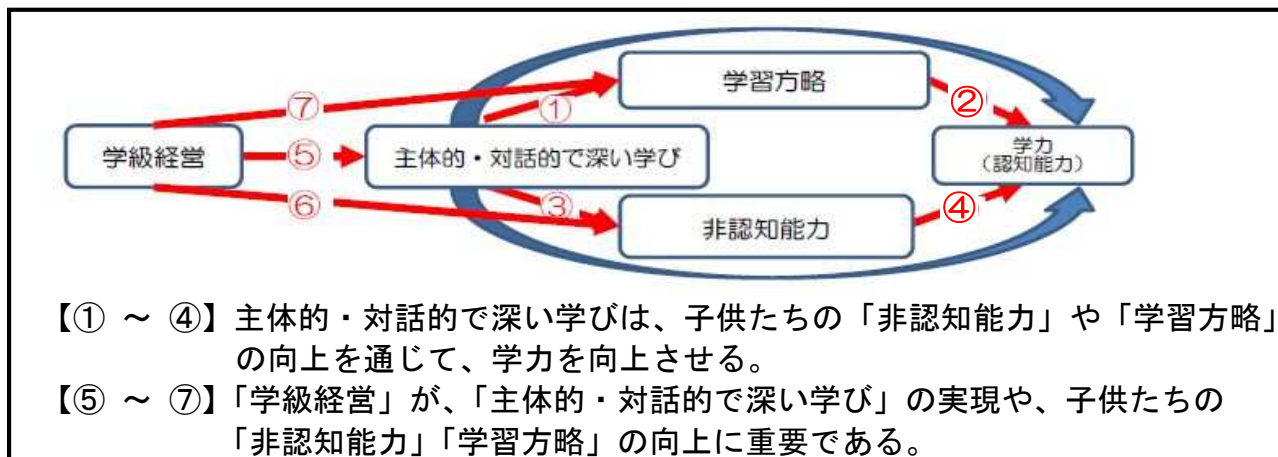 学習方略
⑦
①
②
学級経営
⑤
主体的・対話的で深い学び
学力
（認知能力）
⑥
③
④
非認知能力
【① ～ ④】主体的・対話的で深い学びは、子供たちの「非認知能力」や「学習方略」
の向上を通じて、学力を向上させる。
【⑤ ～ ⑦】「学級経営」が、「主体的・対話的で深い学び」の実現や、子供たちの
「非認知能力」「学習方略」の向上に重要である。